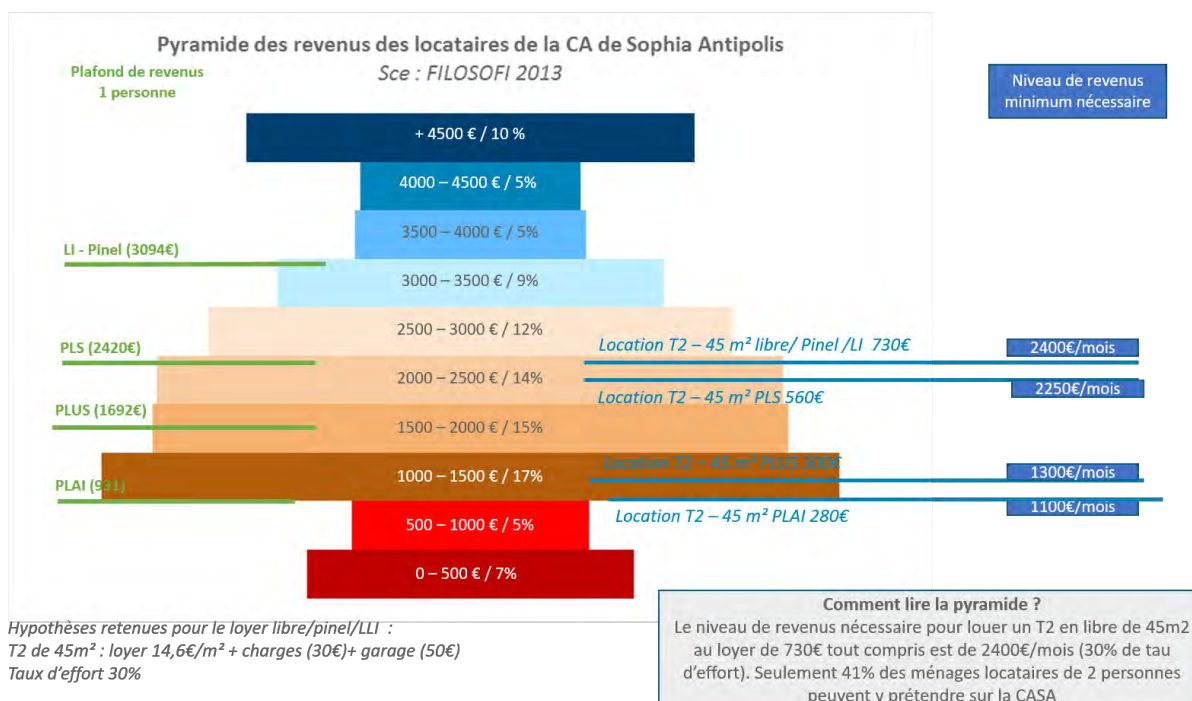 Pyramide des revenus des locataires de la CA de Sophia Antipolis
Sce : FILOSOFI 2013
Plafond de revenus
1 personne
Niveau de revenus
minimum nécessaire
+ 4500 € / 10 %
4000 – 4500 € / 5%
3500 – 4000 € / 5%
LI - Pinel (3094€)
3000 – 3500 € / 9%
2500 – 3000 € / 12%
PLS (2420€)
Location T2 – 45 m² libre/ Pinel /LI 730€
2400€/mois
2000 – 2500 € / 14%
2250€/mois
Location T2 – 45 m² PLS 560€
PLUS (1692€)
1500 – 2000 € / 15%
Location T2 – 45 m² PLUS 300€
1000 – 1500 € / 17%
1300€/mois
PLAI (931)
1100€/mois
Location T2 – 45 m² PLAI 280€
500 – 1000 € / 5%
0 – 500 € / 7%
Hypothèses retenues pour le loyer libre/pinel/LLI :
T2 de 45m² : loyer 14,6€/m² + charges (30€)+ garage (50€)
Taux d'effort 30%
Comment lire la pyramide ?
Le niveau de revenus nécessaire pour louer un T2 en libre de 45m2
au loyer de 730€ tout compris est de 2400€/mois (30% de tau
d'effort). Seulement 41% des ménages locataires de 2 personnes
peuvent y prétendre sur la CASA